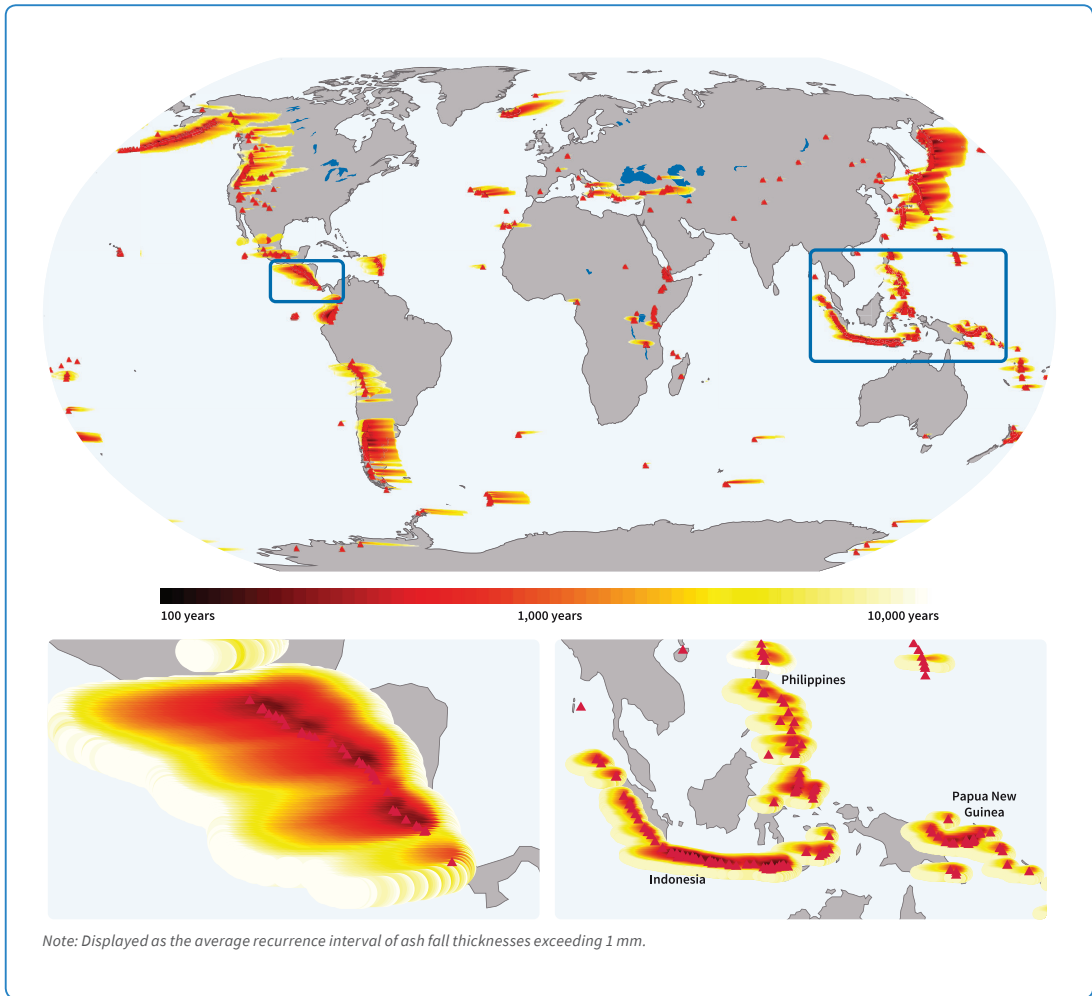 100 years
1,000 years
10,000 years
Philippines
Papua New
Guinea
Indonesia
Note: Displayed as the average recurrence interval of ash fall thicknesses exceeding 1 mm.